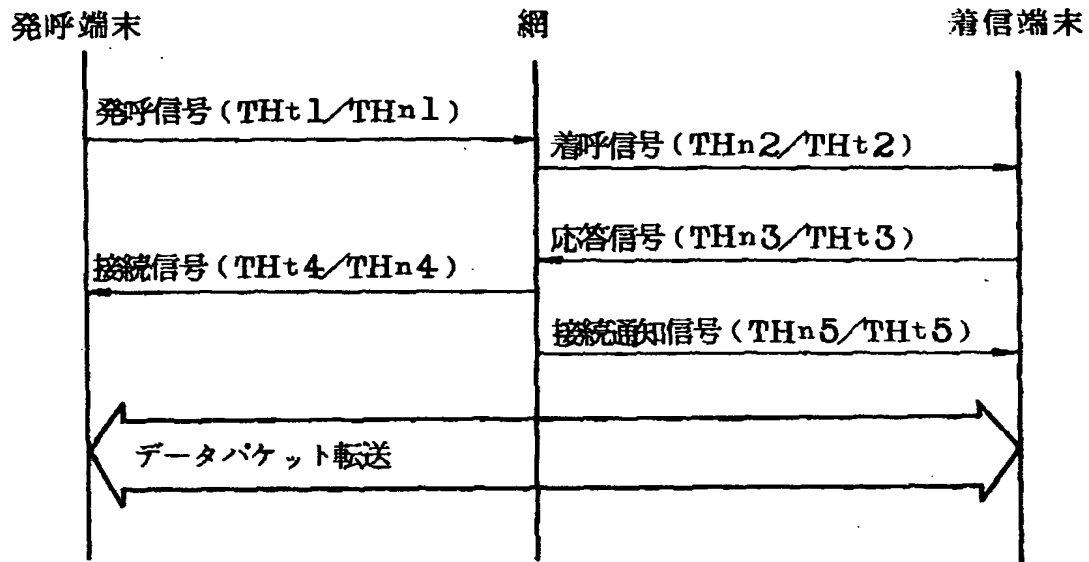 発呼端末
網
着信端末
発呼信号(THt1/THn1)
着呼信号(THn2/THt2)
応答信号(THn3/THt3)
接続信号(THt4/THn4)
接続通知信号(THn5/THt5)
データパケット転送